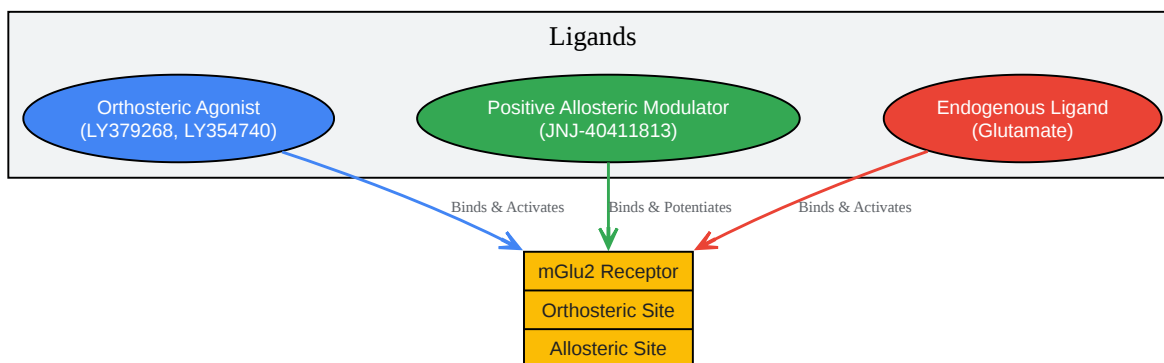 Ligands
Orthosteric Agonist
(LY379268, LY354740)
Positive Allosteric Modulator
(JNJ-40411813)
Endogenous Ligand
(Glutamate)
Binds & Activates
Binds & Potentiates
Binds & Activates
mGlu2 Receptor
Orthosteric Site
Allosteric Site